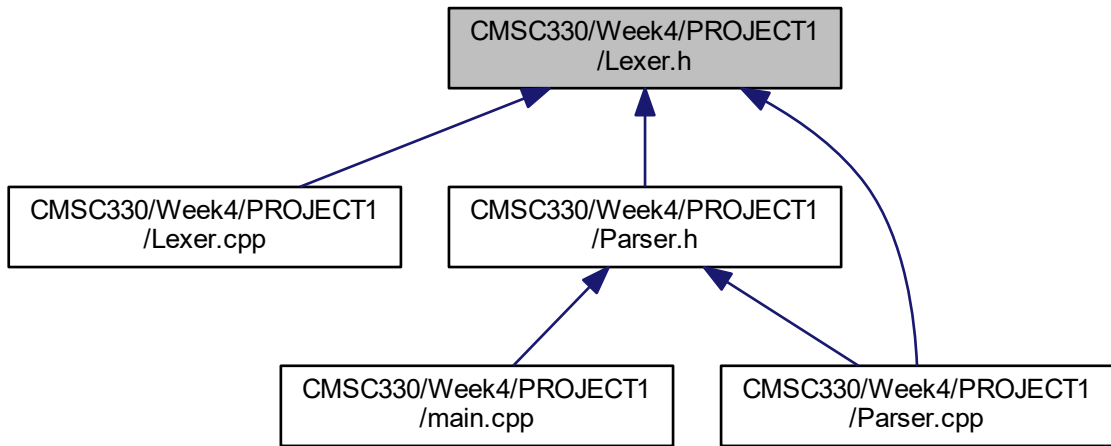 CMSC330/Week4/PROJECT1
/Lexer.h
CMSC330/Week4/PROJECT1
/Lexer.cpp
CMSC330/Week4/PROJECT1
/Parser.h
CMSC330/Week4/PROJECT1
/main.cpp
CMSC330/Week4/PROJECT1
/Parser.cpp